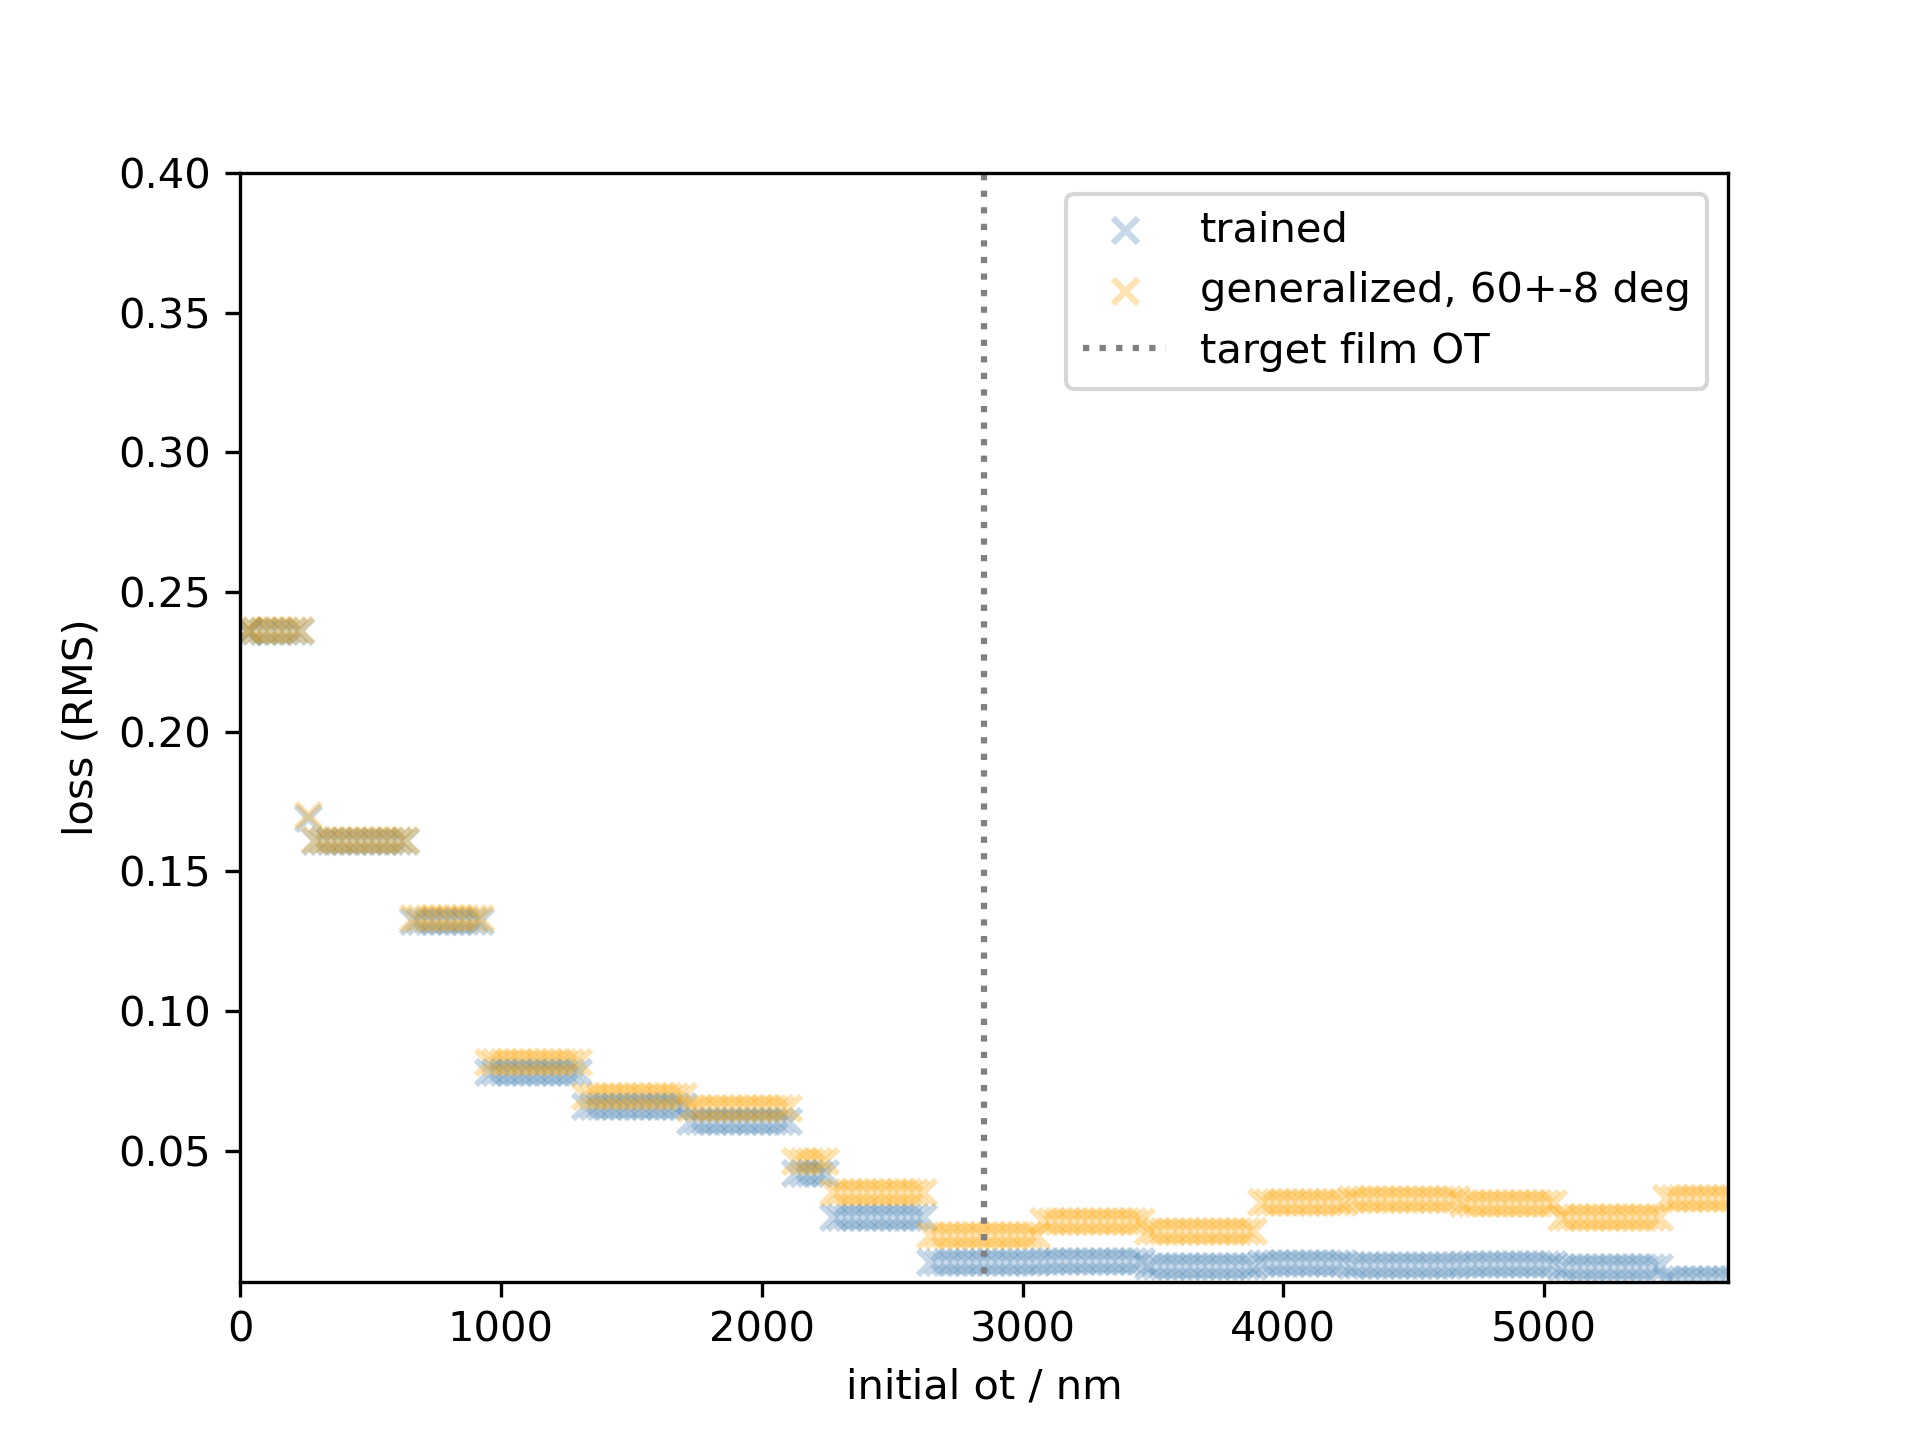 0.40
0.35
0.30
0.25
0.20
0.15
0.10
0.05
loss (RMS)
trained
generalized, 60+-8 deg
target film OT
0 1000 2000 3000 4000 5000
initial ot / nm